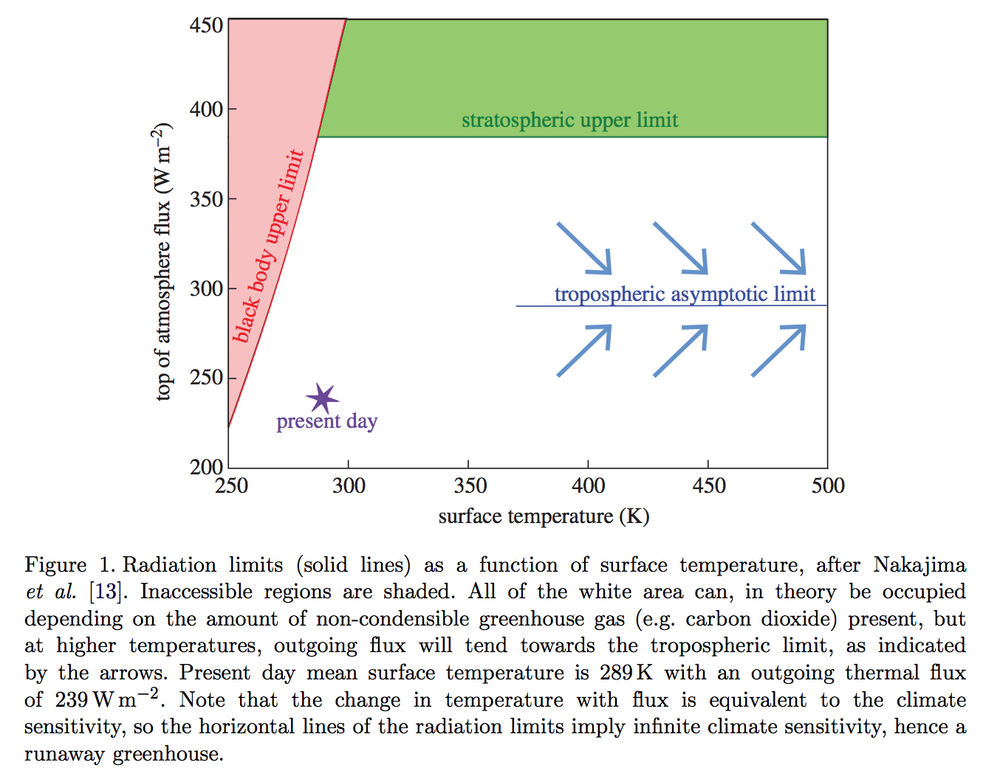 450
400
350
300
250
200
top of atmosphere flux (W m−2)
black body upper limit
stratospheric upper limit
tropospheric asymptotic limit
present day
250 300 350 400 450 500
surface temperature (K)
Figure 1. Radiation limits (solid lines) as a function of surface temperature, after Nakajima
et al. [13]. Inaccessible regions are shaded. All of the white area can, in theory be occupied
depending on the amount of non-condensible greenhouse gas (e.g. carbon dioxide) present, but
at higher temperatures, outgoing flux will tend towards the tropospheric limit, as indicated
by the arrows. Present day mean surface temperature is 289 K with an outgoing thermal flux
of 239 W m−2. Note that the change in temperature with flux is equivalent to the climate
sensitivity, so the horizontal lines of the radiation limits imply infinite climate sensitivity, hence a
runaway greenhouse.